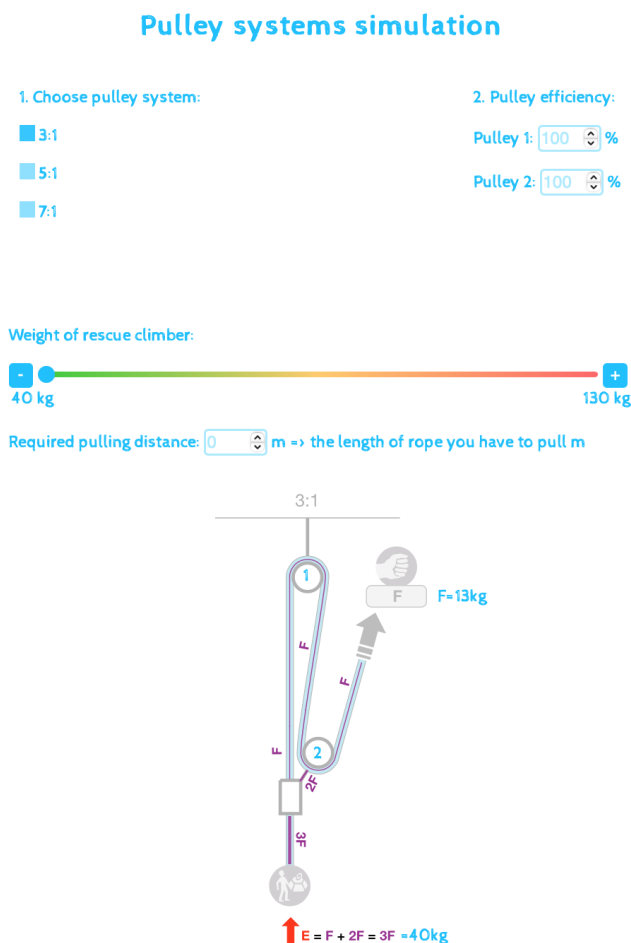 Pulley systems simulation
1. Choose pulley system:
2. Pulley efficiency:
3:1
Pulley 1: 100 %
5:1
Pulley 2: 100 %
7:1
Weight of rescue climber:
-
+
40 kg
130 kg
Required pulling distance: 0 m => the length of rope you have to pull m
3:1
1
F
F=13kg
F
F
F
2
2F
3F
E = F + 2F = 3F =40kg